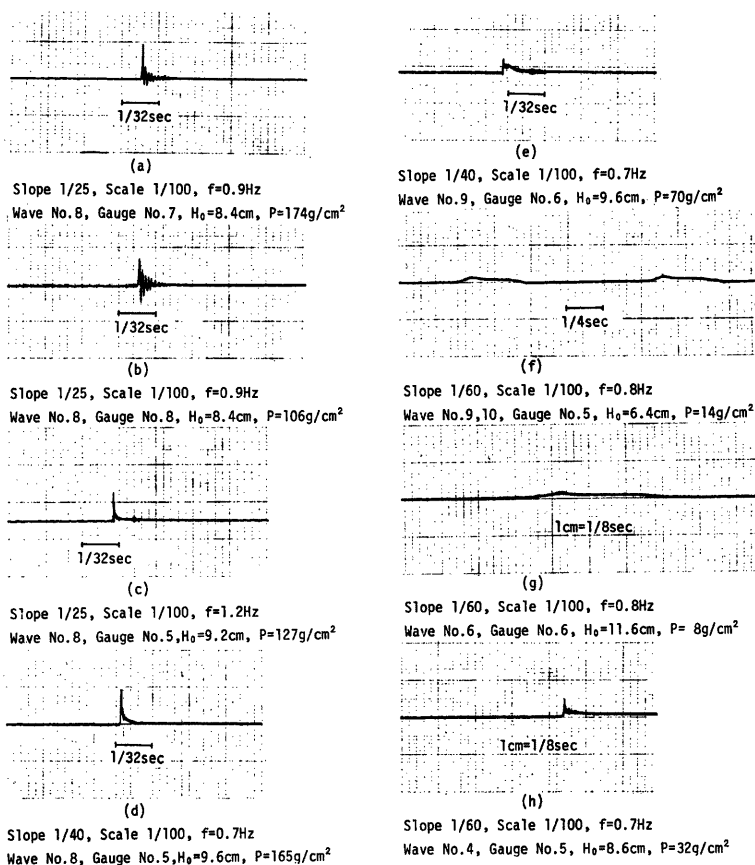 1/32sec
(a)
Slope 1/25, Scale 1/100, f=0.9Hz
Wave No.8, Gauge No.7, H₀=8.4cm, P=174g/cm²
1/32sec
(b)
Slope 1/25, Scale 1/100, f=0.9Hz
Wave No.8, Gauge No.8, H₀=8.4cm, P=106g/cm²
1/32sec
(c)
Slope 1/25, Scale 1/100, f=1.2Hz
Wave No.8, Gauge No.5,H₀=9.2cm, P=127g/cm²
1/32sec
(d)
Slope 1/40, Scale 1/100, f=0.7Hz
Wave No.8, Gauge No.5,H₀=9.6cm, P=165g/cm²
1/32sec
(e)
Slope 1/40, Scale 1/100, f=0.7Hz
Wave No.9, Gauge No.6, H₀=9.6cm, P=70g/cm²
1/4sec
(f)
Slope 1/60, Scale 1/100, f=0.8Hz
Wave No.9,10, Gauge No.5, H₀=6.4cm, P=14g/cm²
1cm=1/8sec
(g)
Slope 1/60, Scale 1/100, f=0.8Hz
Wave No.6, Gauge No.6, H₀=11.6cm, P= 8g/cm²
1cm=1/8sec
(h)
Slope 1/60, Scale 1/100, f=0.7Hz
Wave No.4, Gauge No.5, H₀=8.6cm, P=32g/cm²